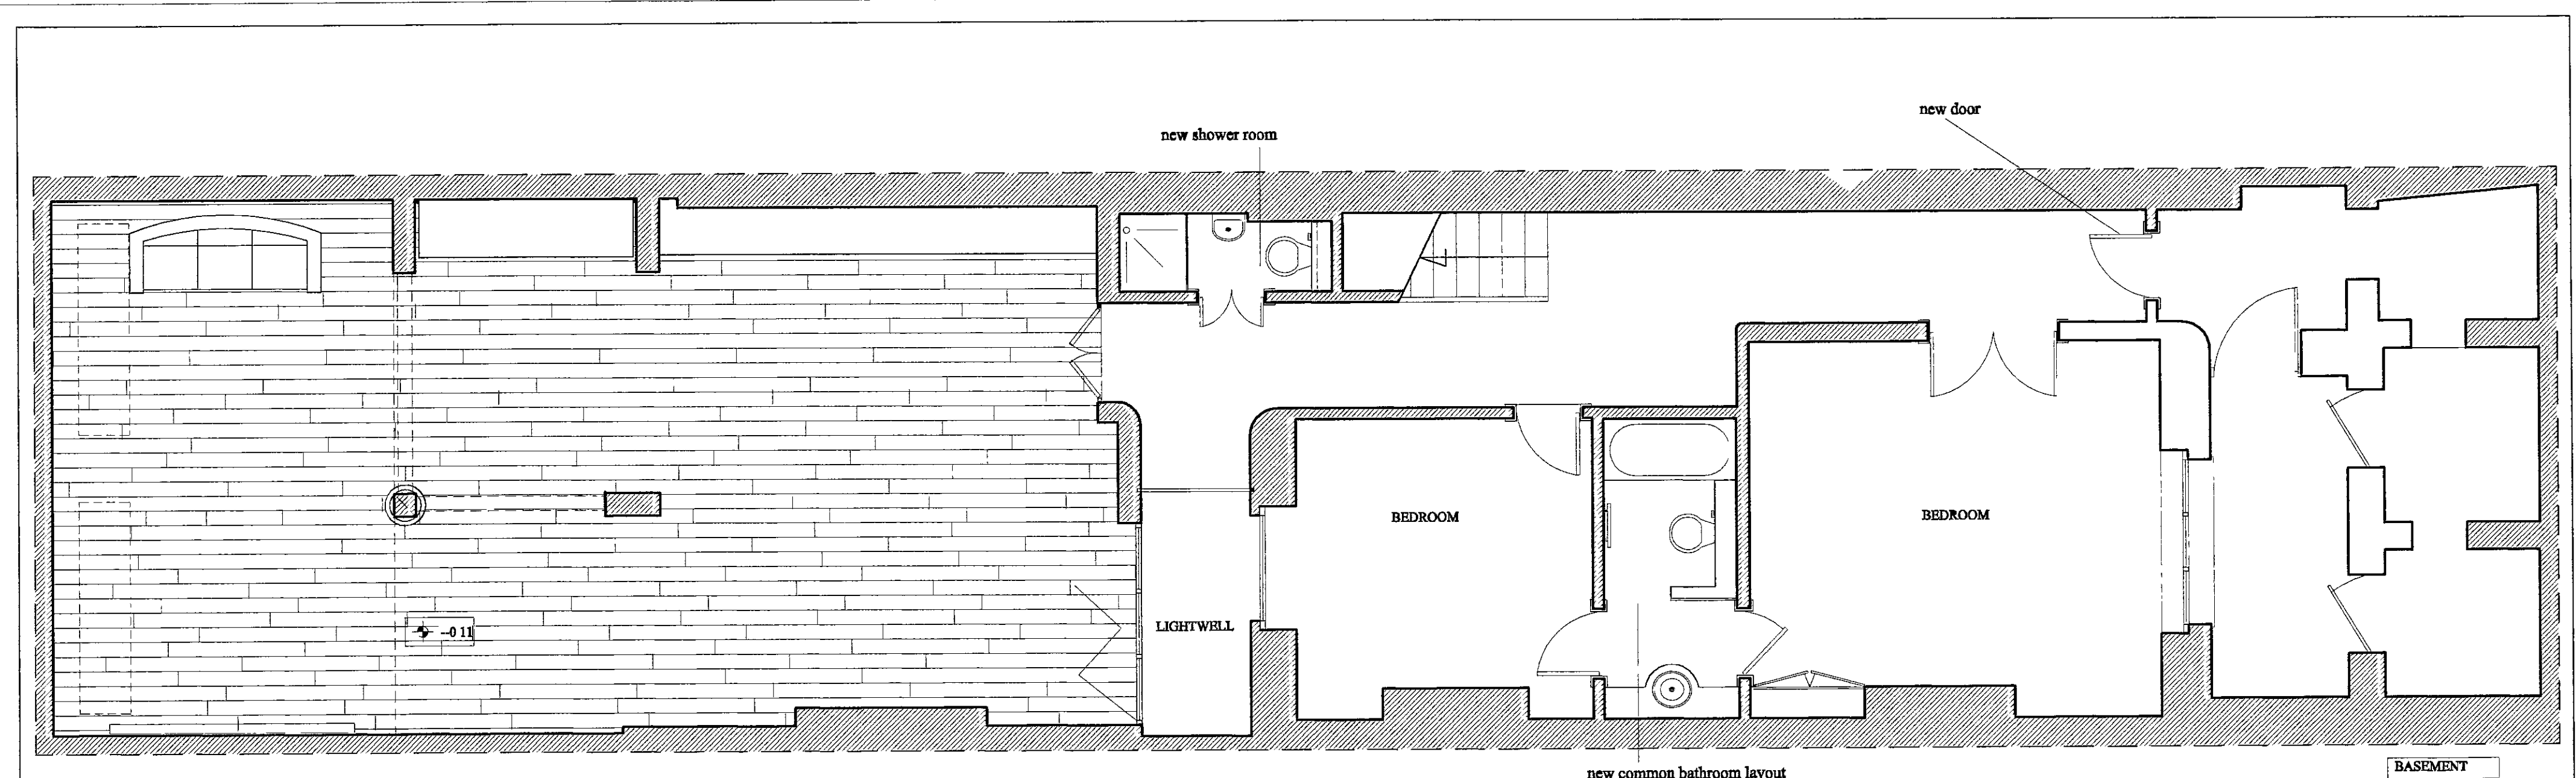 new door
new shower room
BEDROOM
BEDROOM
LIGHTWELL
--0 11
BASEMENT
new common bathroom layout